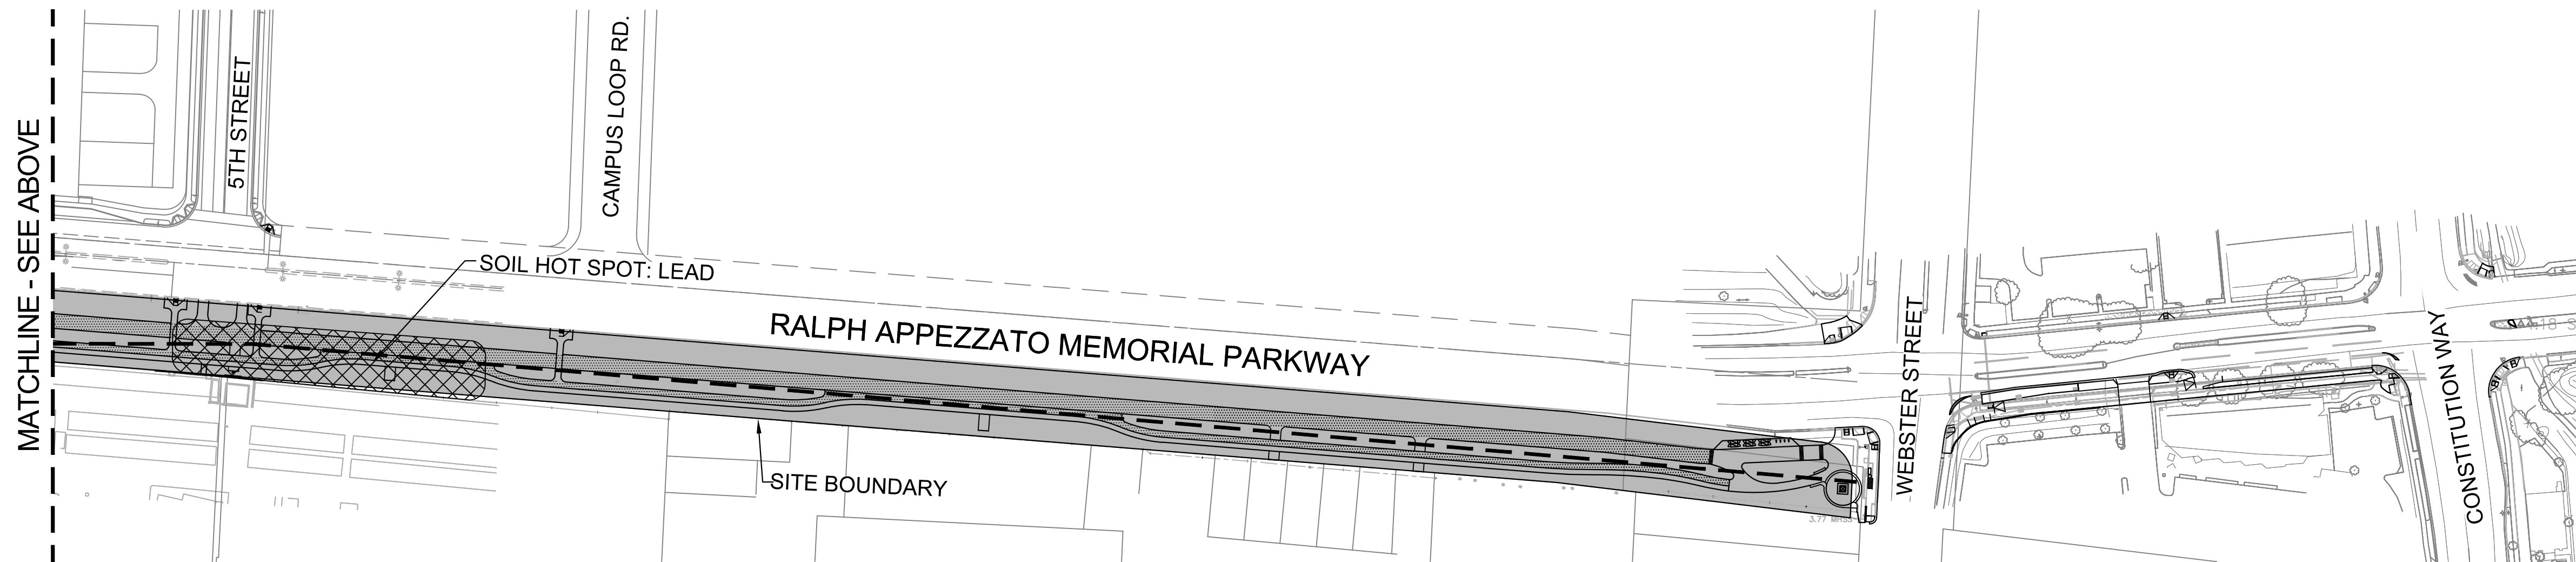 MATCHLINE - SEE ABOVE
5TH STREET
CAMPUS LOOP RD.
SOIL HOT SPOT: LEAD
RALPH APPEZZATO MEMORIAL PARKWAY
SITE BOUNDARY
WEBSTER STREET
CONSTITUTION WAY